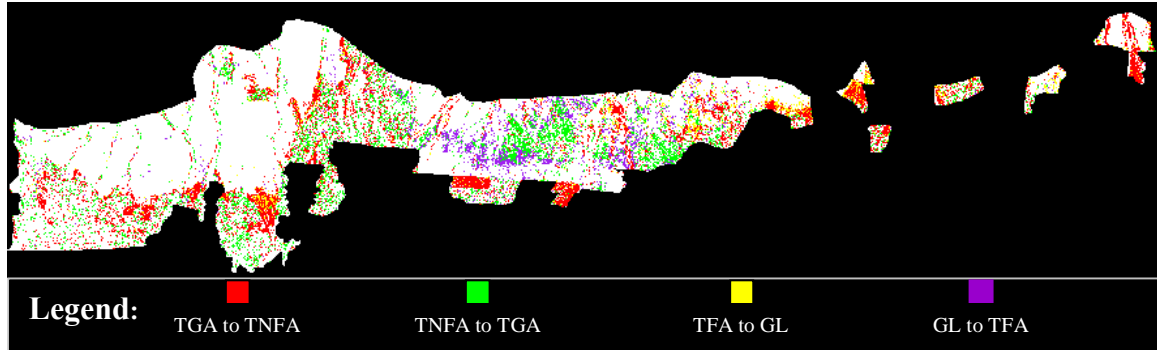 Legend:
TGA to TNFA
TNFA to TGA
TFA to GL
GL to TFA